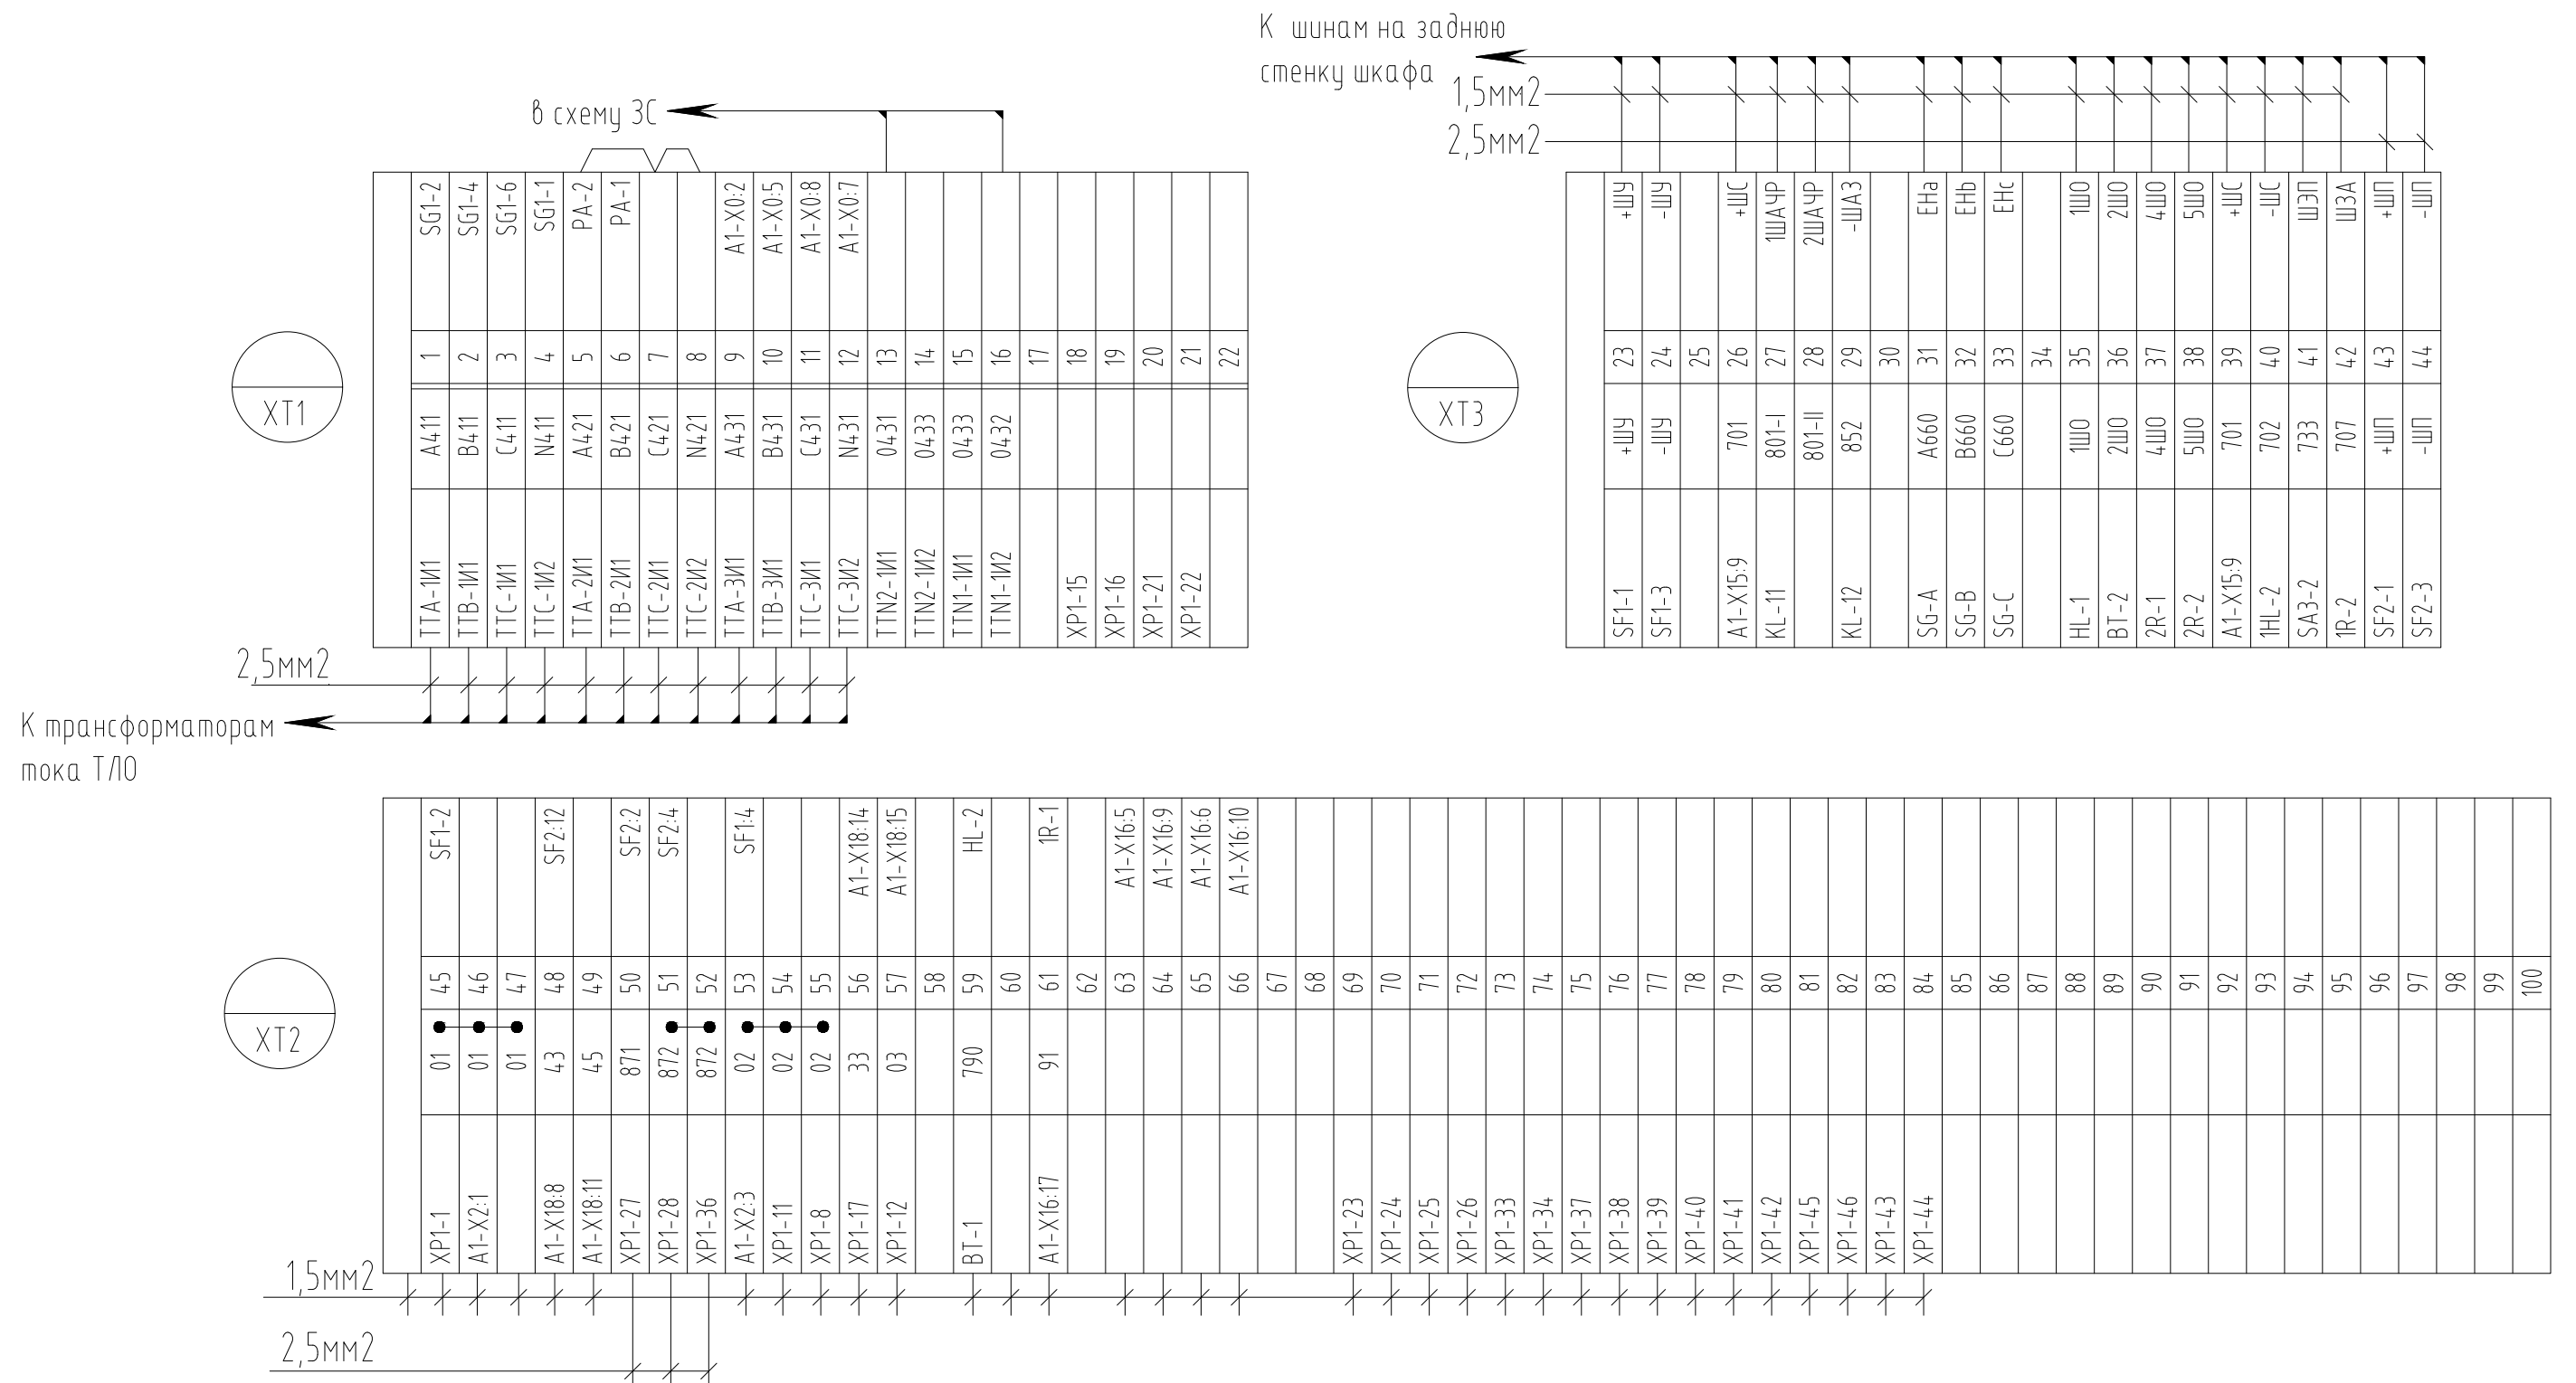 К шинам на заднюю
стенку шкафа
1,5мм2
2,5мм2
в схему ЗС
XT1
SG1-2 SG1-4 SG1-6 SG1-1 PA-2 PA-1 A1-X0:2 A1-X0:5 A1-X0:8 A1-X0:7
1 2 3 4 5 6 7 8 9 10 11 12 13 14 15 16 17 18 19 20 21 22
A411 B411 C411 N411 A421 B421 C421 N421 A431 B431 C431 N431 0431 0433 0433 0432
TTA-1И1 TTB-1И1 TTC-1И1 TTC-1И2 TTA-2И1 TTB-2И1 TTC-2И1 TTC-2И2 TTA-3И1 TTB-3И1 TTC-3И1 TTC-3И2 TTN2-1И1 TTN2-1И2 TTN1-1И1 TTN1-1И2 XP1-15 XP1-16 XP1-21 XP1-22
2,5мм2
К трансформаторам
тока ТЛО
XT3
+ШУ -ШУ +ШС 1ШАЧР 2ШАЧР -ШАЗ EHa EHb EHc 1ШО 2ШО 4ШО 5ШО +ШС -ШС ШЗП ШЗА +ШП -ШП
23 24 25 26 27 28 29 30 31 32 33 34 35 36 37 38 39 40 41 42 43 44
+ШУ -ШУ 701 801-I 801-II 852 A660 B660 C660 1ШО 2ШО 4ШО 5ШО 701 702 733 707 +ШП -ШП
SF1-1 SF1-3 A1-X15:9 KL-11 KL-12 SG-A SG-B SG-C HL-1 BT-2 2R-1 2R-2 A1-X15:9 1HL-2 SA3-2 1R-2 SF2-1 SF2-3
XT2
SF1-2 SF2:12 SF2:2 SF2:4 SF1:4 A1-X18:14 A1-X18:15 HL-2 1R-1 A1-X16:5 A1-X16:9 A1-X16:6 A1-X16:10
45 46 47 48 49 50 51 52 53 54 55 56 57 58 59 60 61 62 63 64 65 66 67 68 69 70 71 72 73 74 75 76 77 78 79 80 81 82 83 84 85 86 87 88 89 90 91 92 93 94 95 96 97 98 99 100
01 01 01 43 45 871 872 872 02 02 02 33 03 790 91
XP1-1 A1-X2:1 A1-X18:8 A1-X18:11 XP1-27 XP1-28 XP1-36 A1-X2:3 XP1-11 XP1-8 XP1-17 XP1-12 BT-1 A1-X16:17 XP1-23 XP1-24 XP1-25 XP1-26 XP1-33 XP1-34 XP1-37 XP1-38 XP1-39 XP1-40 XP1-41 XP1-42 XP1-45 XP1-46 XP1-43 XP1-44
1,5мм2
2,5мм2